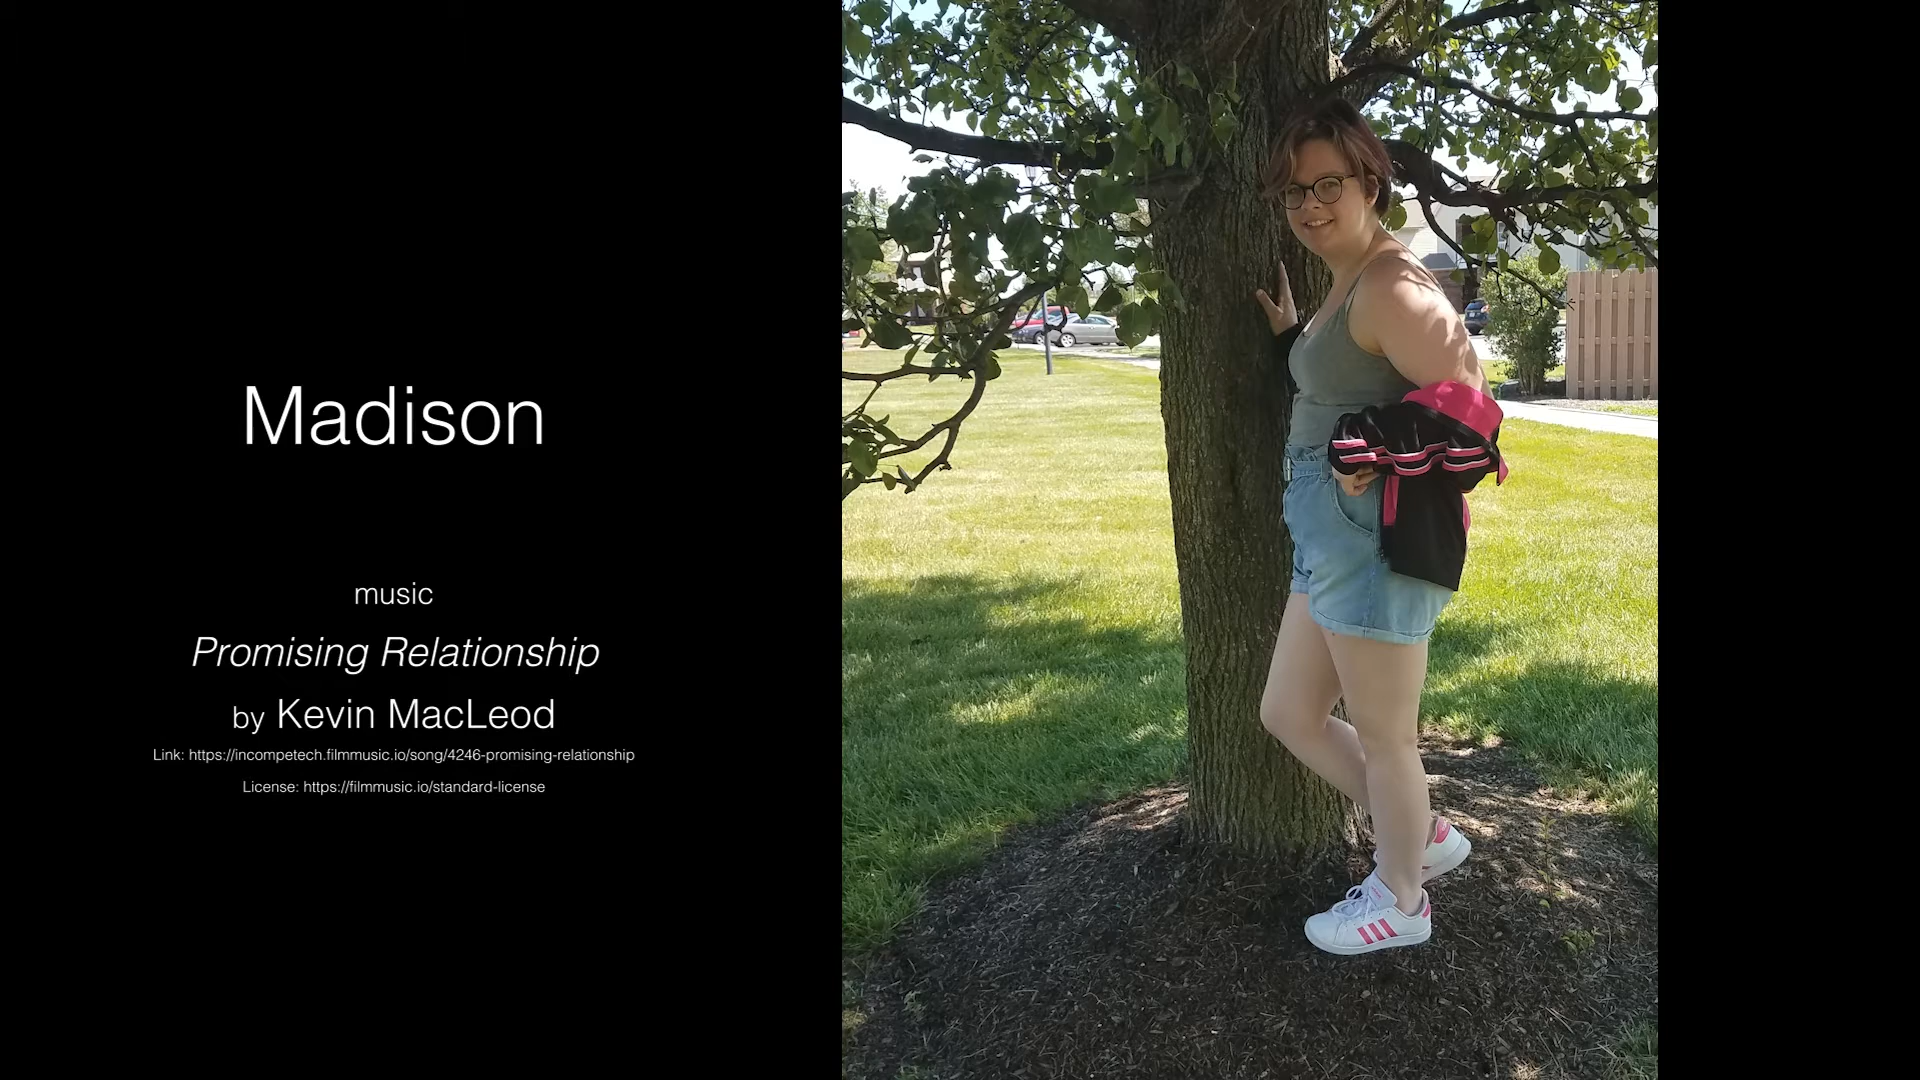 Madison
music
Promising Relationship
by Kevin MacLeod
Link: https://incompetech.filmmusic.io/song/4246-promising-relationship
License: https://filmmusic.io/standard-license